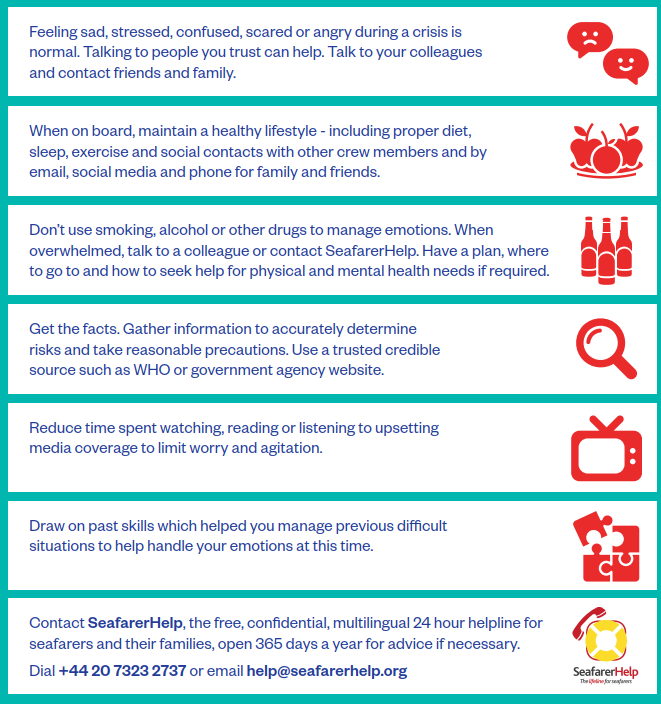 Feeling sad, stressed, confused, scared or angry during a crisis is
normal. Talking to people you trust can help. Talk to your colleagues
and contact friends and family.
When on board, maintain a healthy lifestyle - including proper diet,
sleep, exercise and social contacts with other crew members and by
email, social media and phone for family and friends.
Don't use smoking, alcohol or other drugs to manage emotions. When
overwhelmed, talk to a colleague or contact SeafarerHelp. Have a plan, where
to go to and how to seek help for physical and mental health needs if required.
Get the facts. Gather information to accurately determine
risks and take reasonable precautions. Use a trusted credible
source such as WHO or government agency website.
Reduce time spent watching, reading or listening to upsetting
media coverage to limit worry and agitation.
Draw on past skills which helped you manage previous difficult
situations to help handle your emotions at this time.
Contact SeafarerHelp, the free, confidential, multilingual 24 hour helpline for
seafarers and their families, open 365 days a year for advice if necessary.
Dial +44 20 7323 2737 or email help@seafarerhelp.org
SeafarerHelp
The lifeline for seafarers